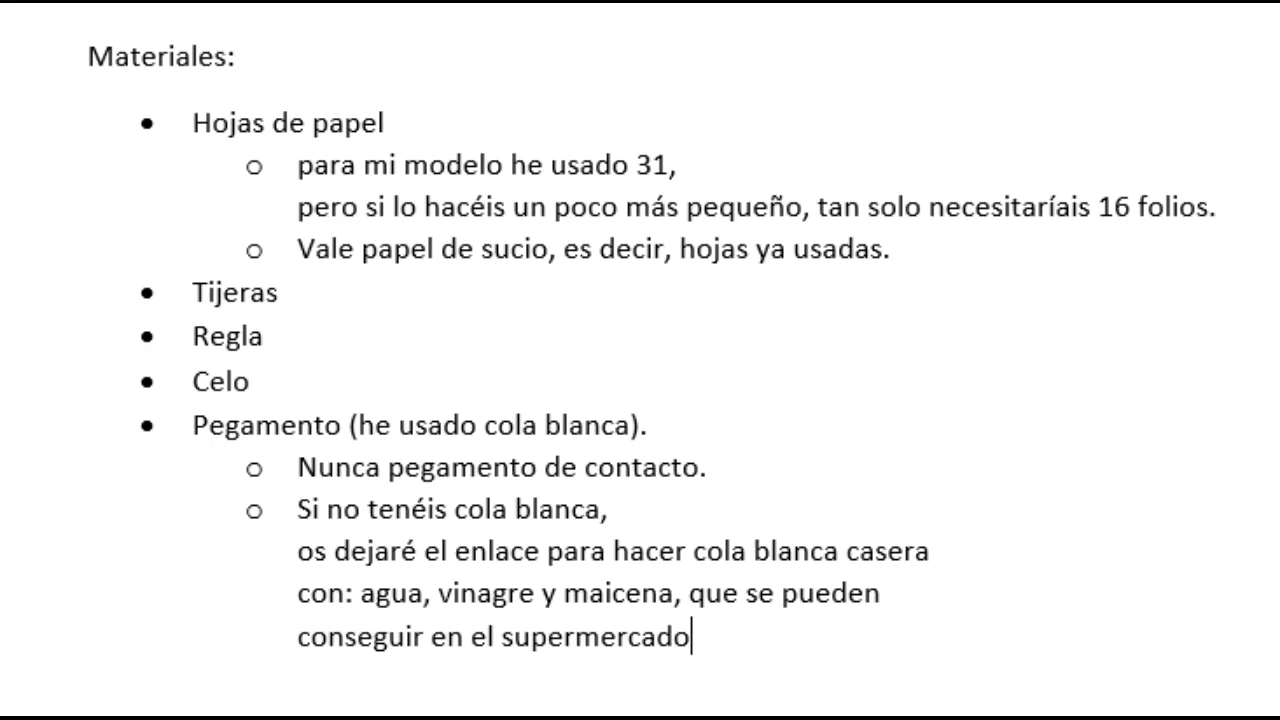 Materiales:
• Hojas de papel
o para mi modelo he usado 31,
pero si lo hacéis un poco más pequeño, tan solo necesitaríais 16 folios.
o Vale papel de sucio, es decir, hojas ya usadas.
• Tijeras
• Regla
• Celo
• Pegamento (he usado cola blanca).
o Nunca pegamento de contacto.
o Si no tenéis cola blanca,
os dejaré el enlace para hacer cola blanca casera
con: agua, vinagre y maicena, que se pueden
conseguir en el supermercado